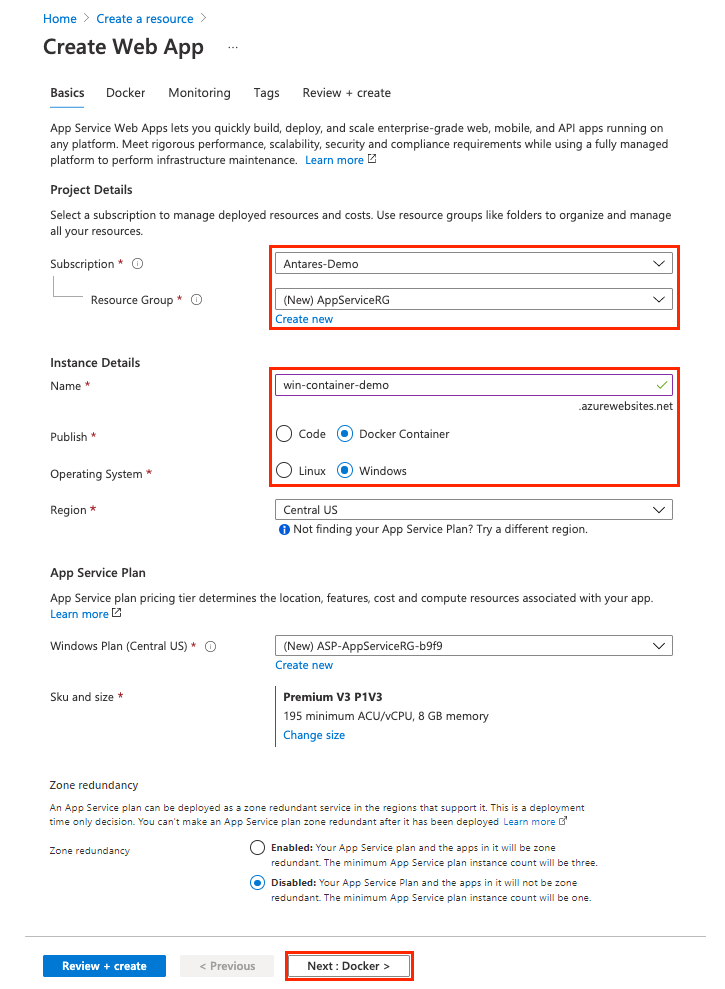 Home > Create a resource >
Create Web App ...
Basics Docker Monitoring Tags Review + create
App Service Web Apps lets you quickly build, deploy, and scale enterprise-grade web, mobile, and API apps running on
any platform. Meet rigorous performance, scalability, security and compliance requirements while using a fully managed
platform to perform infrastructure maintenance. Learn more
Project Details
Select a subscription to manage deployed resources and costs. Use resource groups like folders to organize and manage
all your resources.
Subscription * Antares-Demo
Resource Group * (New) AppServiceRG
Create new
Instance Details
Name * win-container-demo
.azurewebsites.net
Publish * Code Docker Container
Operating System * Linux Windows
Region * Central US
Not finding your App Service Plan? Try a different region.
App Service Plan
App Service plan pricing tier determines the location, features, cost and compute resources associated with your app.
Learn more
Windows Plan (Central US) * (New) ASP-AppServiceRG-b9f9
Create new
Sku and size * Premium V3 P1V3
195 minimum ACU/vCPU, 8 GB memory
Change size
Zone redundancy
An App Service plan can be deployed as a zone redundant service in the regions that support it. This is a deployment
time only decision. You can't make an App Service plan zone redundant after it has been deployed Learn more
Zone redundancy Enabled: Your App Service plan and the apps in it will be zone
redundant. The minimum App Service plan instance count will be three.
Disabled: Your App Service Plan and the apps in it will not be zone
redundant. The minimum App Service plan instance count will be one.
Review + create < Previous Next : Docker >